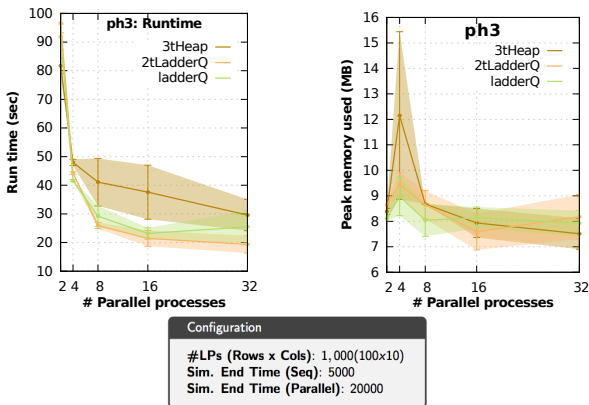 ph3: Runtime
3tHeap
2tLadderQ
ladderQ
Run time (sec)
100
90
80
70
60
50
40
30
20
10
2 4 8 16 32
# Parallel processes
ph3
3tHeap
2tLadderQ
ladderQ
Peak memory used (MB)
16
15
14
13
12
11
10
9
8
7
6
2 4 8 16 32
# Parallel processes
Configuration
#LPs (Rows x Cols): 1,000(100x10)
Sim. End Time (Seq): 5000
Sim. End Time (Parallel): 20000